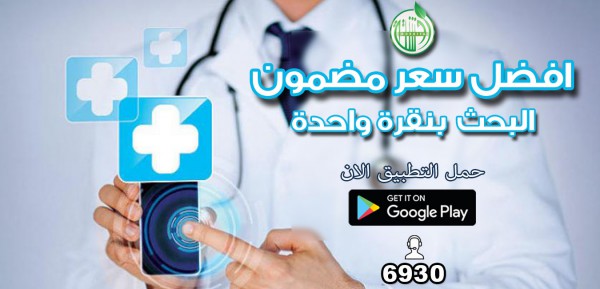 افضل سعر مضمون
البحث بنقرة واحدة
حمل التطبيق الان
GET IT ON
Google Play
6930